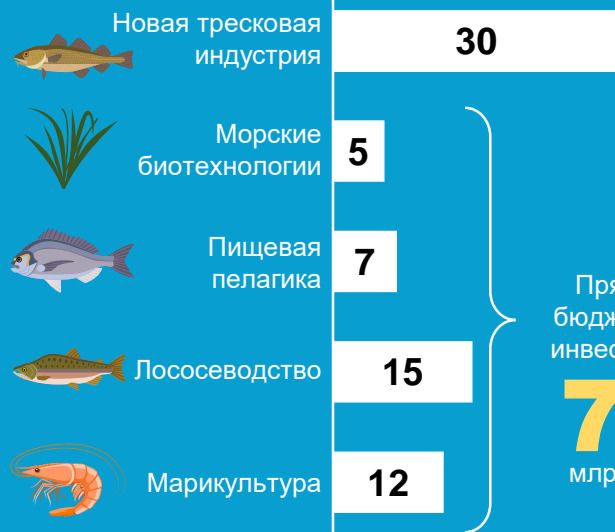 Новая тресковая
индустрия
30
Морские
биотехнологии
5
Пищевая
пелагика
7
Лососеводство
15
Марикультура
12
7